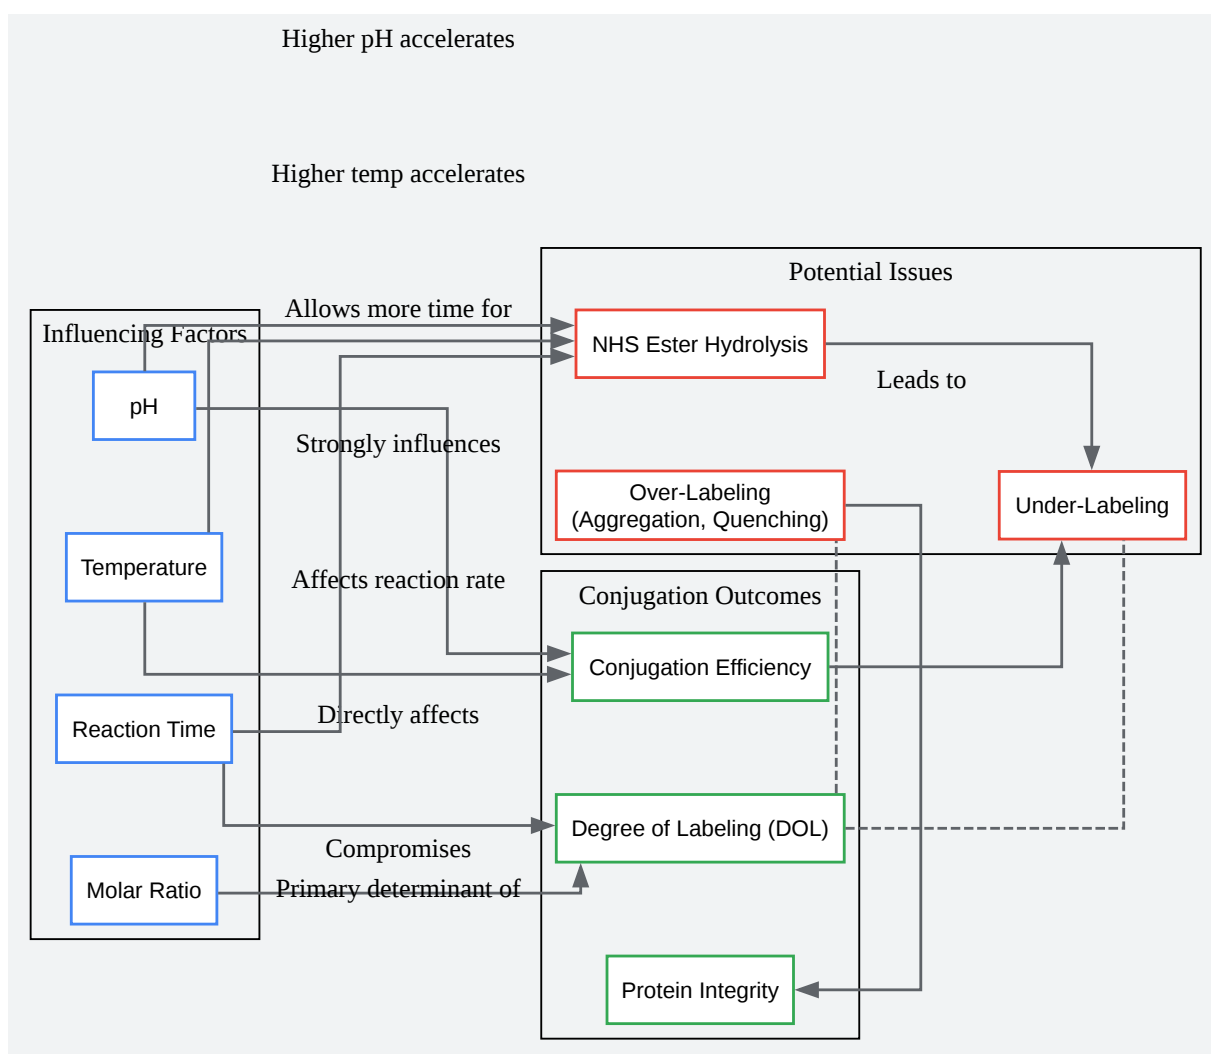 Higher pH accelerates
Higher temp accelerates
Potential Issues
Allows more time for
Influencing Factors
NHS Ester Hydrolysis
Leads to
pH
Strongly influences
Over-Labeling
(Aggregation, Quenching)
Under-Labeling
Temperature
Affects reaction rate
Conjugation Outcomes
Conjugation Efficiency
Directly affects
Reaction Time
Degree of Labeling (DOL)
Compromises
Primary determinant of
Molar Ratio
Protein Integrity